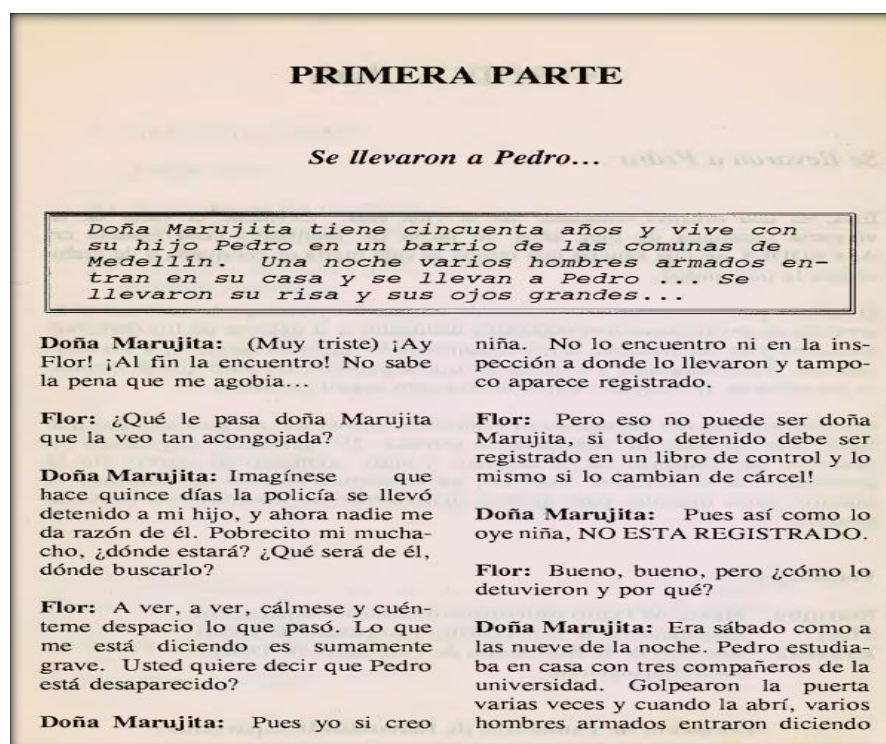 PRIMERA PARTE
Se llevaron a Pedro...
Doña Marujita tiene cincuenta años y vive con
su hijo Pedro en un barrio de las comunas de
Medellín. Una noche varios hombres armados en-
tran en su casa y se llevan a Pedro ... Se
llevaron su risa y sus ojos grandes...
Doña Marujita: (Muy triste) ¡Ay
Flor! ¡Al fin la encuentro! No sabe
la pena que me agobia...
Flor: ¿Qué le pasa doña Marujita
que la veo tan acongojada?
Doña Marujita: Imagínese que
hace quince días la policía se llevó
detenido a mi hijo, y ahora nadie me
da razón de él. Pobrecito mi mucha-
cho, ¿dónde estará? ¿Qué será de él,
dónde buscarlo?
Flor: A ver, a ver, cálmese y cuén-
teme despacio lo que pasó. Lo que
me está diciendo es sumamente
grave. Usted quiere decir que Pedro
está desaparecido?
Doña Marujita: Pues yo si creo
niña. No lo encuentro ni en la ins-
pección a donde lo llevaron y tampo-
co aparece registrado.
Flor: Pero eso no puede ser doña
Marujita, si todo detenido debe ser
registrado en un libro de control y lo
mismo si lo cambian de cárcel!
Doña Marujita: Pues así como lo
oye niña, NO ESTA REGISTRADO.
Flor: Bueno, bueno, pero ¿cómo lo
detuvieron y por qué?
Doña Marujita: Era sábado como a
las nueve de la noche. Pedro estudia-
ba en casa con tres compañeros de la
universidad. Golpearon la puerta
varias veces y cuando la abrí, varios
hombres armados entraron diciendo